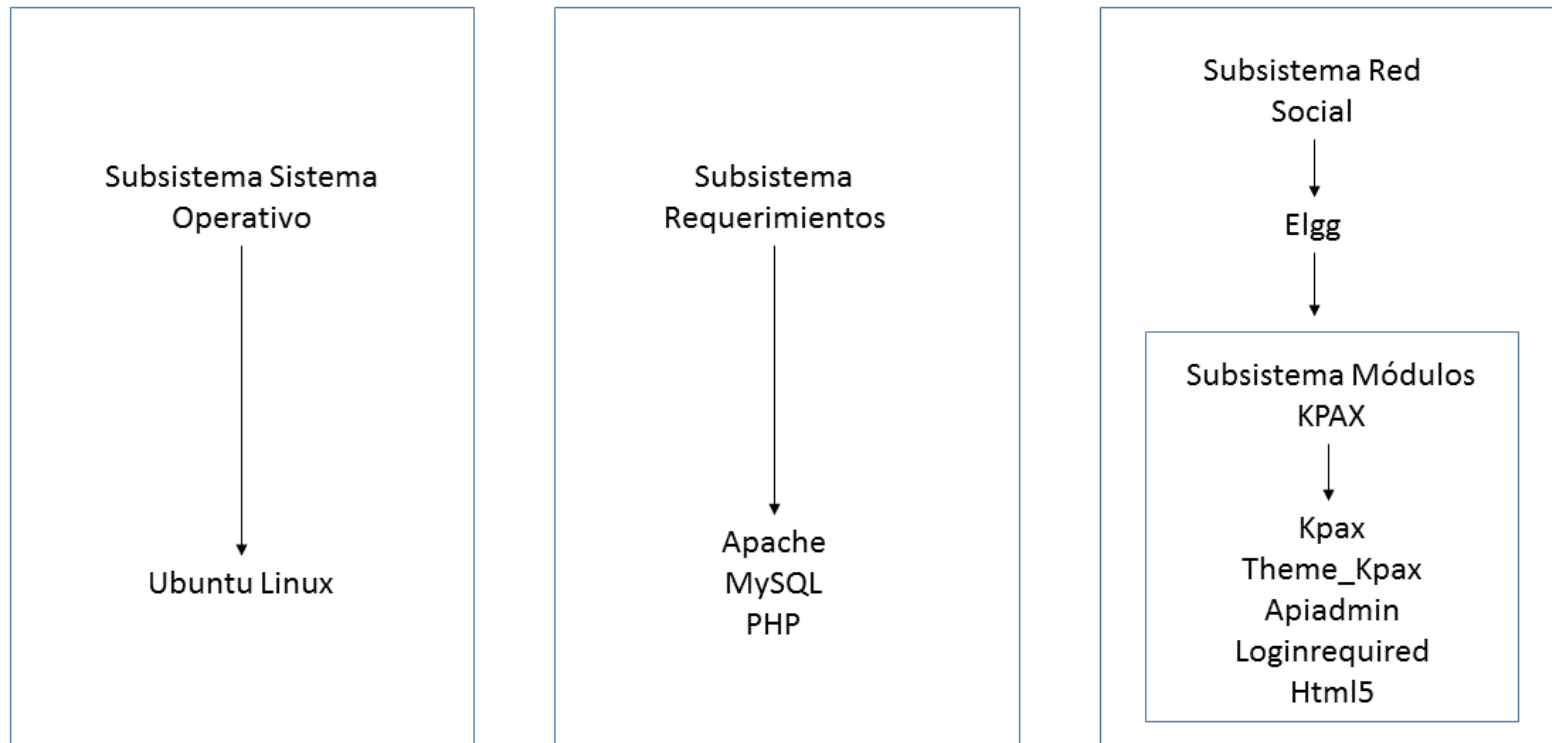 Subsistema Sistema
Operativo
Ubuntu Linux
Subsistema
Requerimientos
Apache
MySQL
PHP
Subsistema Red
Social
Elgg
Subsistema Módulos
KPAX
Kpax
Theme_Kpax
Apiadmin
Loginrequired
Html5